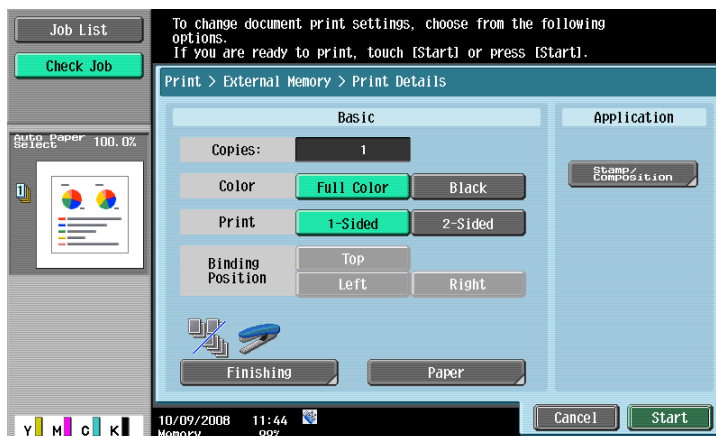 Job List
Check Job
To change document print settings, choose from the following
options.
If you are ready to print, touch [Start] or press [Start].
Print > External Memory > Print Details
Basic
Application
Auto Paper
Select
100.0%
1
Copies:
1
Stamp/
Composition
Color
Full Color
Black
Print
1-Sided
2-Sided
Binding
Position
Top
Left
Right
Finishing
Paper
Y M C K
10/09/2008 11:44
Memory 99%
Cancel
Start